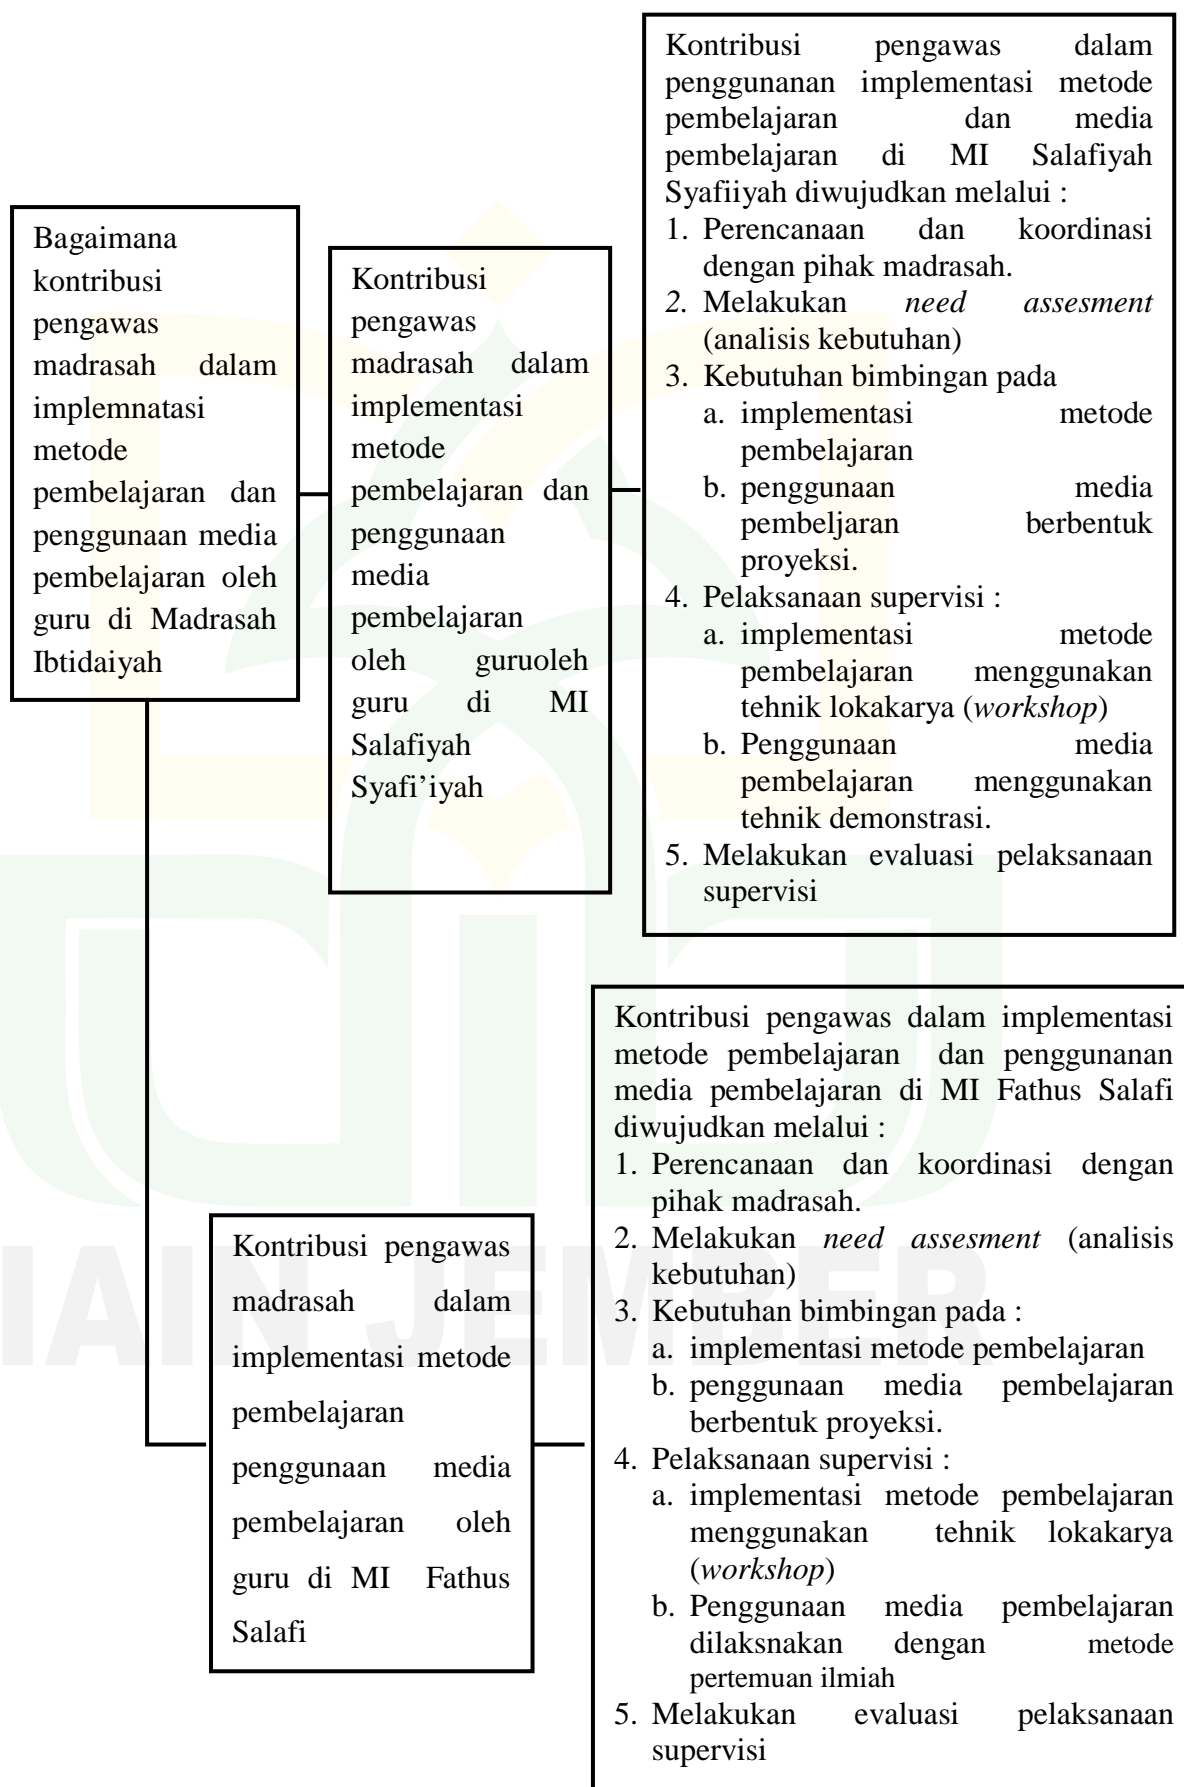 Bagaimana
kontribusi
pengawas
madrasah dalam
implemnatasi
metode
pembelajaran dan
penggunaan media
pembelajaran oleh
guru di Madrasah
Ibtidaiyah
Kontribusi
pengawas
madrasah dalam
implementasi
metode
pembelajaran dan
penggunaan
media
pembelajaran
oleh guruoleh
guru di MI
Salafiyah
Syafi’iyah
Kontribusi pengawas dalam
penggunanan implementasi metode
pembelajaran dan media
pembelajaran di MI Salafiyah
Syafiiyah diwujudkan melalui :
1. Perencanaan dan koordinasi
dengan pihak madrasah.
2. Melakukan need assesment
(analisis kebutuhan)
3. Kebutuhan bimbingan pada
a. implementasi metode
pembelajaran
b. penggunaan media
pembeljaran berbentuk
proyeksi.
4. Pelaksanaan supervisi :
a. implementasi metode
pembelajaran menggunakan
tehnik lokakarya (workshop)
b. Penggunaan media
pembelajaran menggunakan
tehnik demonstrasi.
5. Melakukan evaluasi pelaksanaan
supervisi
Kontribusi pengawas
madrasah dalam
implementasi metode
pembelajaran
penggunaan media
pembelajaran oleh
guru di MI Fathus
Salafi
Kontribusi pengawas dalam implementasi
metode pembelajaran dan penggunanan
media pembelajaran di MI Fathus Salafi
diwujudkan melalui :
1. Perencanaan dan koordinasi dengan
pihak madrasah.
2. Melakukan need assesment (analisis
kebutuhan)
3. Kebutuhan bimbingan pada :
a. implementasi metode pembelajaran
b. penggunaan media pembelajaran
berbentuk proyeksi.
4. Pelaksanaan supervisi :
a. implementasi metode pembelajaran
menggunakan tehnik lokakarya
(workshop)
b. Penggunaan media pembelajaran
dilaksnakan dengan metode
pertemuan ilmiah
5. Melakukan evaluasi pelaksanaan
supervisi
IAIN JEMBER